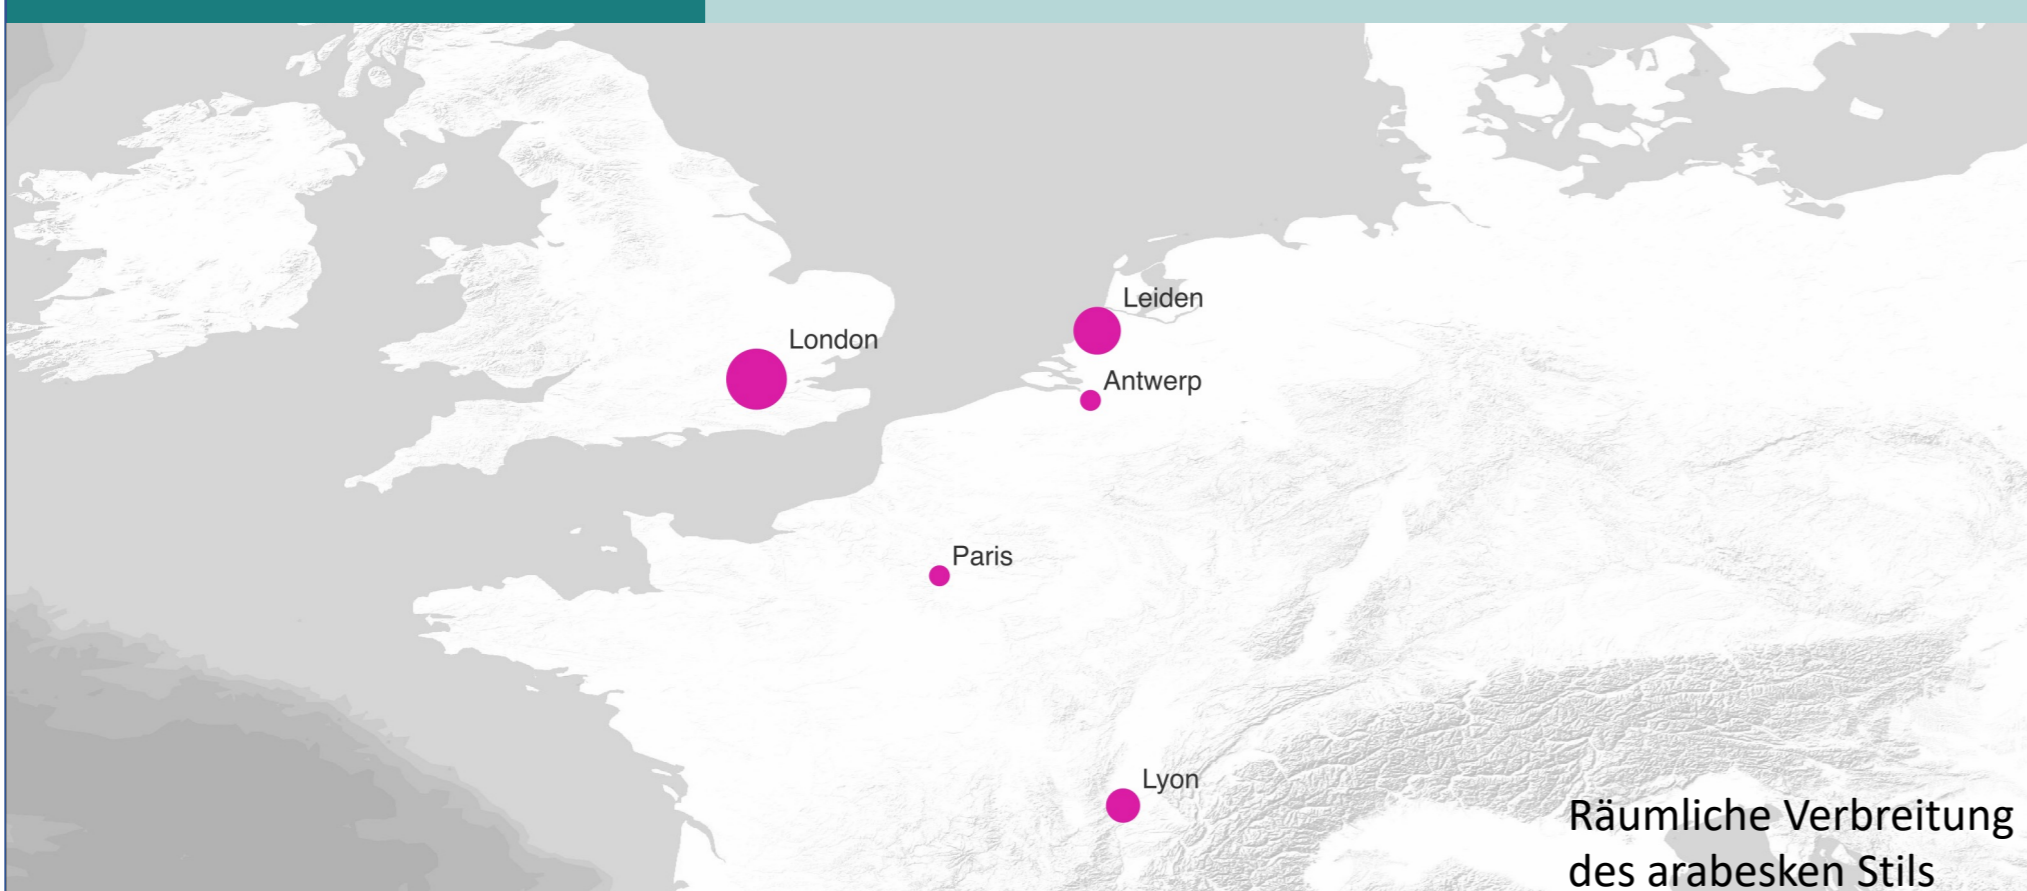 Leiden
London
Antwerp
Paris
Lyon
Räumliche Verbreitung
des arabesken Stils